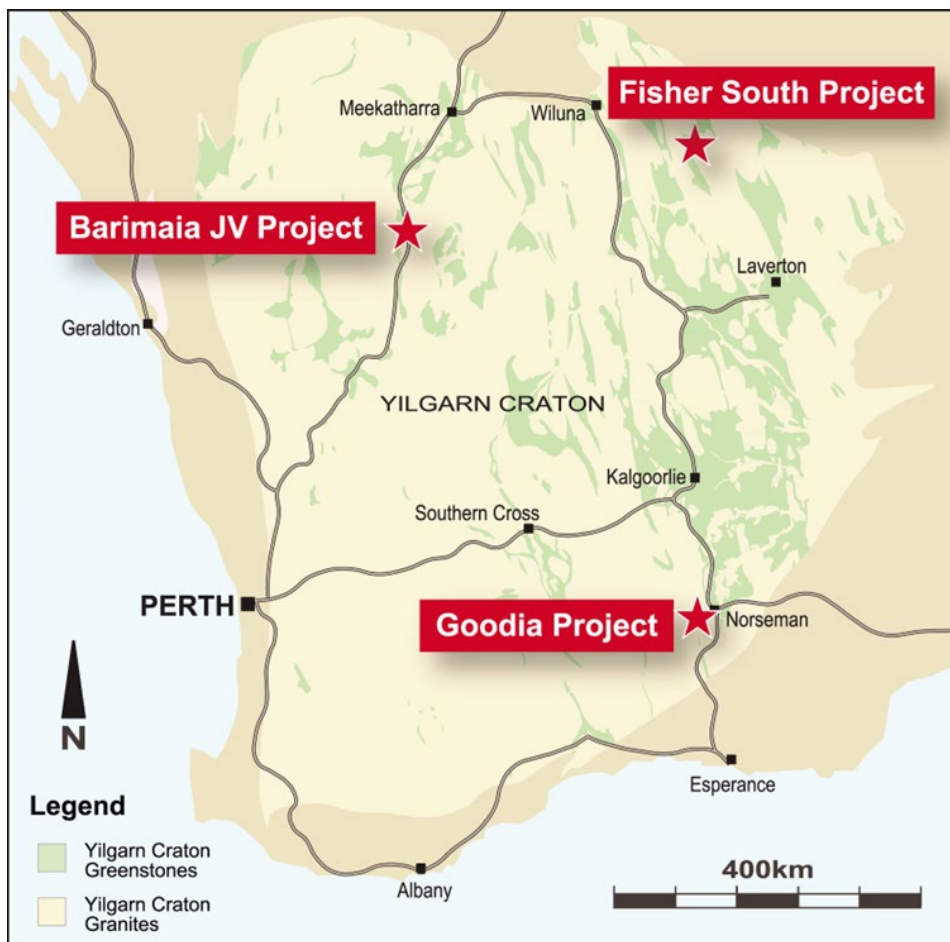 Fisher South Project
Meekatharra
Wiluna
Barimaia JV Project
Laverton
Geraldton
YILGARN CRATON
Kalgoorlie
Southern Cross
PERTH
Goodia Project
Norseman
N
Esperance
Legend
Yilgarn Craton
Greenstones
Yilgarn Craton
Granites
Albany
400km